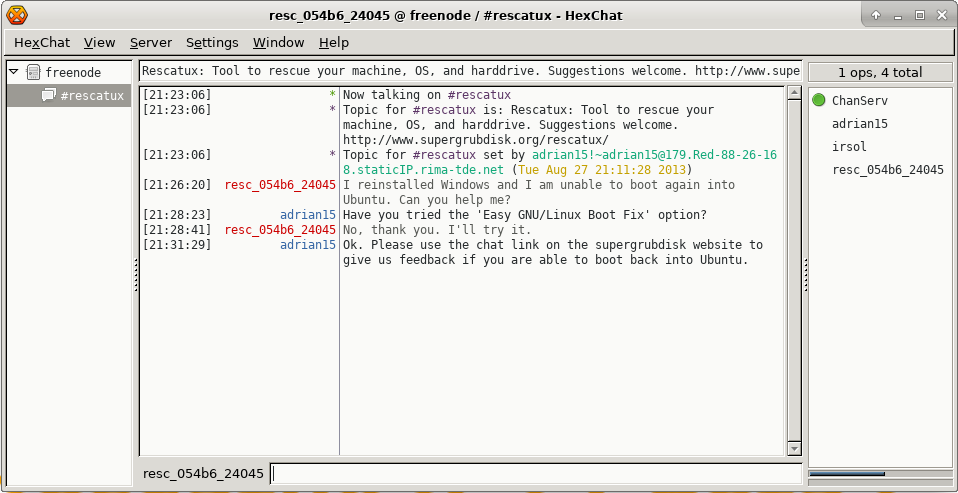 resc_054b6_24045 @ freenode / #rescatux - HexChat
HexChat View Server Settings Window Help
freenode
#rescatux
Rescatux: Tool to rescue your machine, OS, and harddrive. Suggestions welcome. http://www.supe
1 ops, 4 total
[21:23:06] * Now talking on #rescatux
[21:23:06] * Topic for #rescatux is: Rescatux: Tool to rescue your
machine, OS, and harddrive. Suggestions welcome.
http://www.supergrubdisk.org/rescatux/
[21:23:06] * Topic for #rescatux set by adrian15!~adrian15@179.Red-88-26-16
8.staticIP.rima-tde.net (Tue Aug 27 21:11:28 2013)
[21:26:20] resc_054b6_24045 I reinstalled Windows and I am unable to boot again into
Ubuntu. Can you help me?
[21:28:23] adrian15 Have you tried the 'Easy GNU/Linux Boot Fix' option?
[21:28:41] resc_054b6_24045 No, thank you. I'll try it.
[21:31:29] adrian15 Ok. Please use the chat link on the supergrubdisk website to
give us feedback if you are able to boot back into Ubuntu.
ChanServ
adrian15
irsol
resc_054b6_24045
resc_054b6_24045